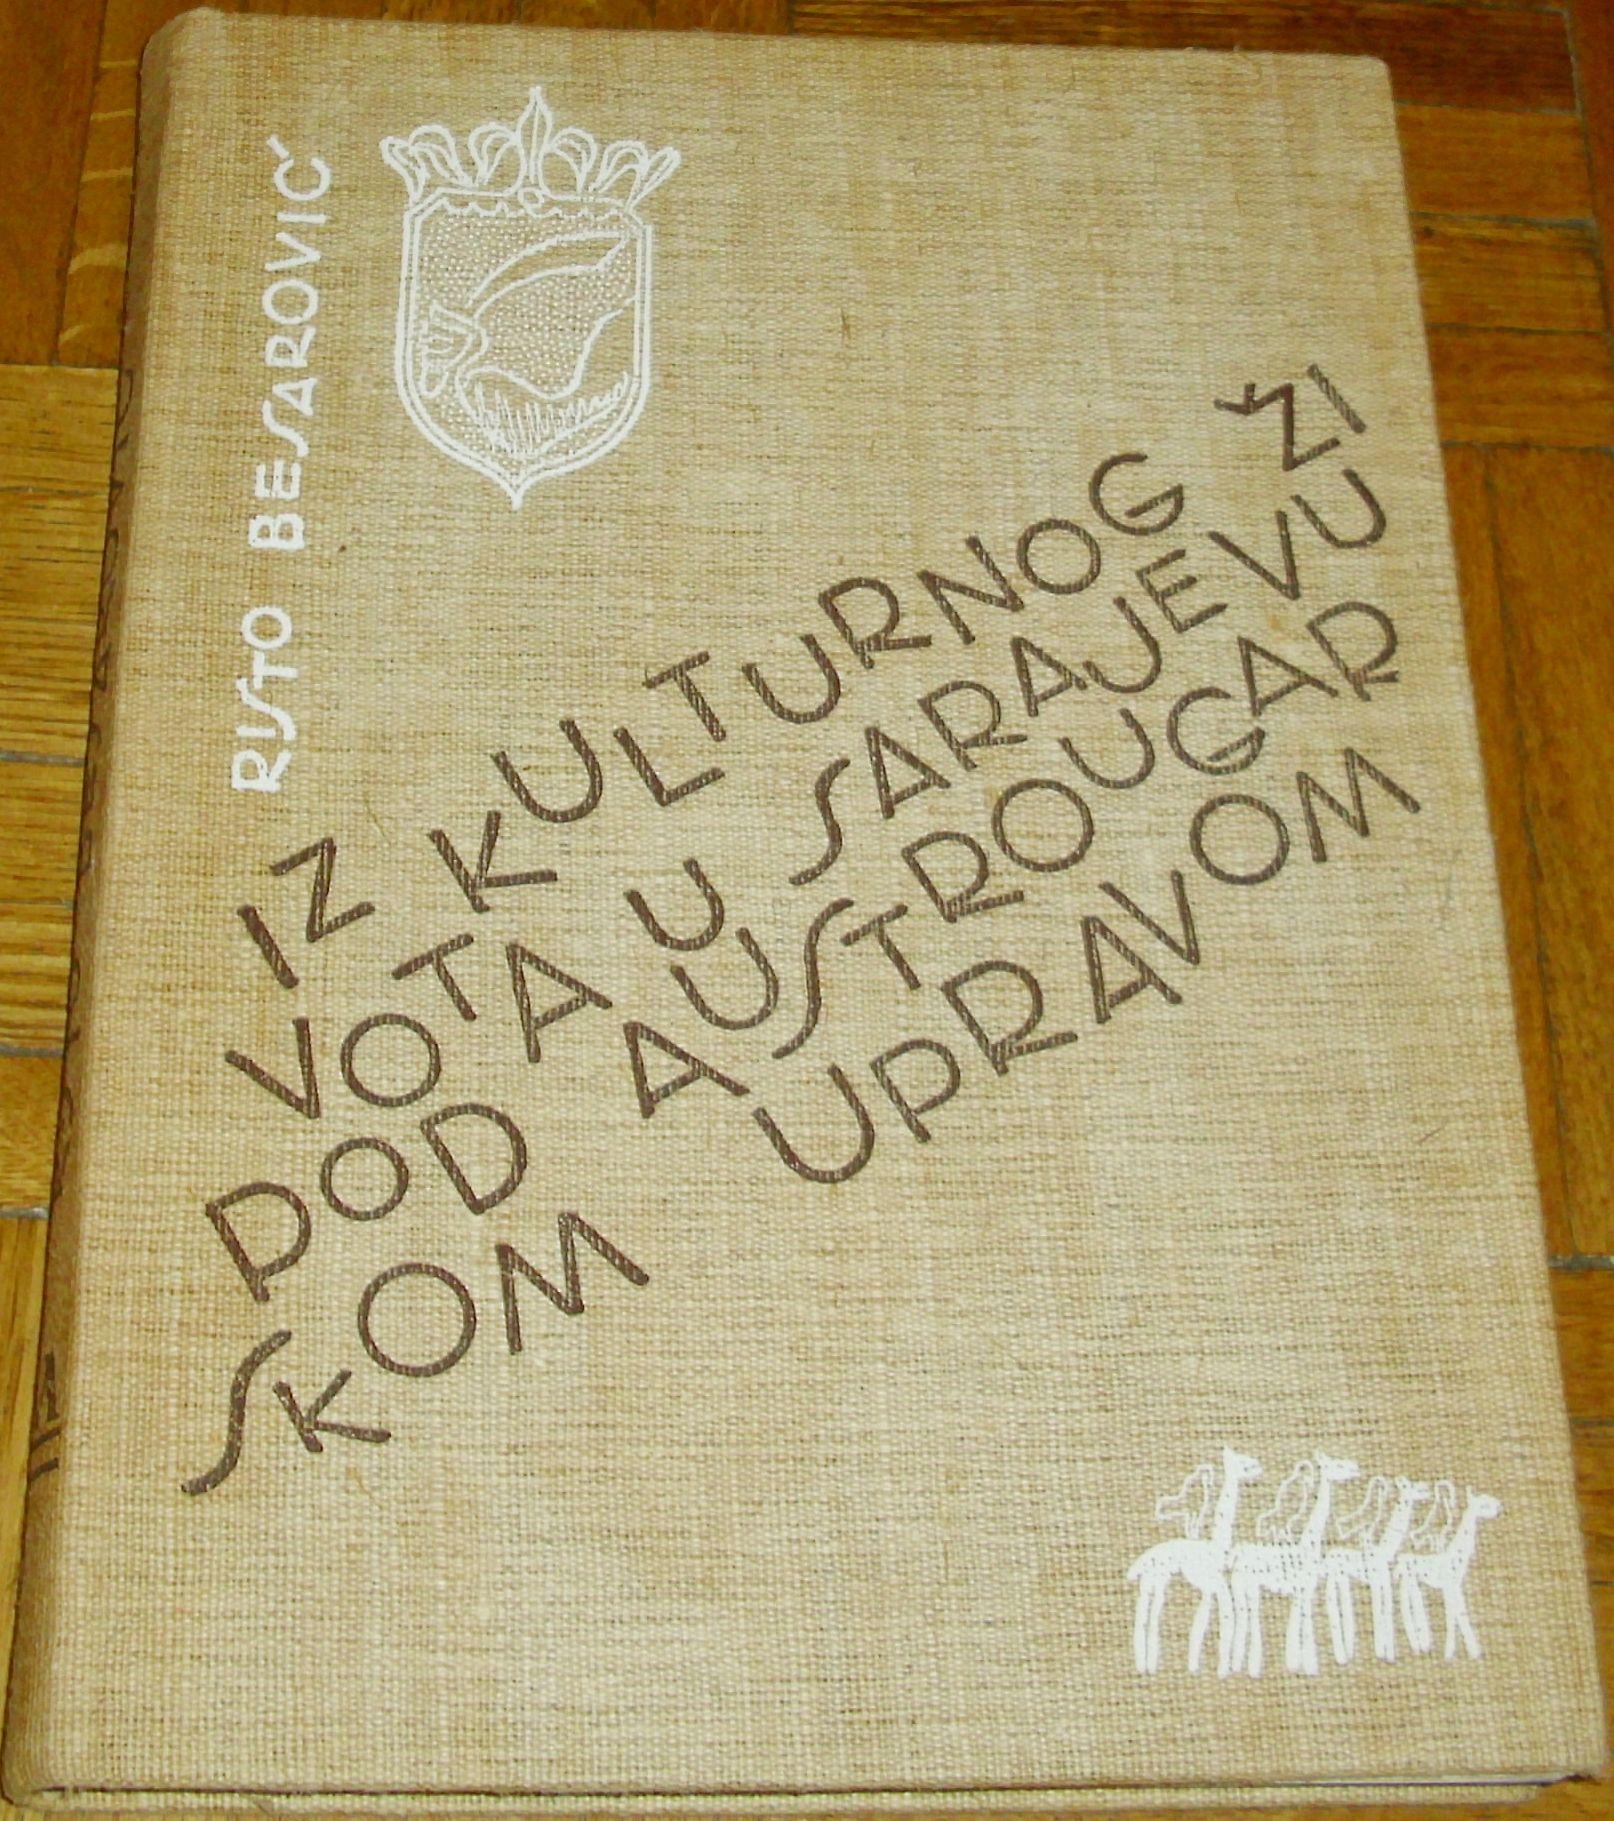 RISTO BESAROVIĆ
IZ KULTURNOG ŽI
VOTA U SARAJEVU
POD AUSTROUGAR
SKOM UPRAVOM